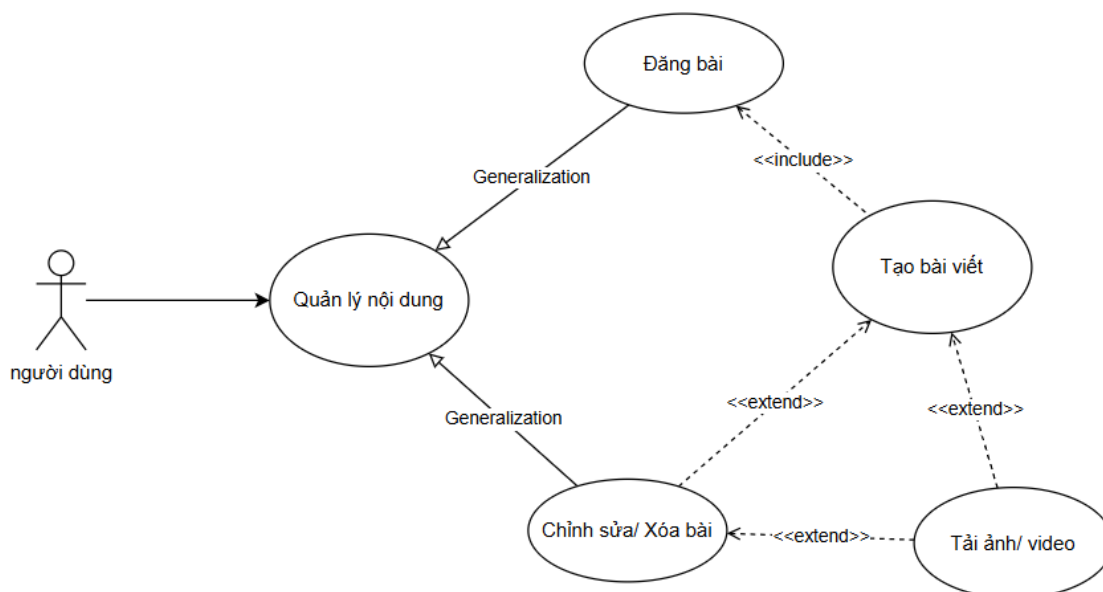 Đăng bài
<<include>>
Generalization
Tạo bài viết
Quản lý nội dung
người dùng
<<extend>>
<<extend>>
Generalization
Chỉnh sửa/ Xóa bài
<<extend>>
Tải ảnh/ video